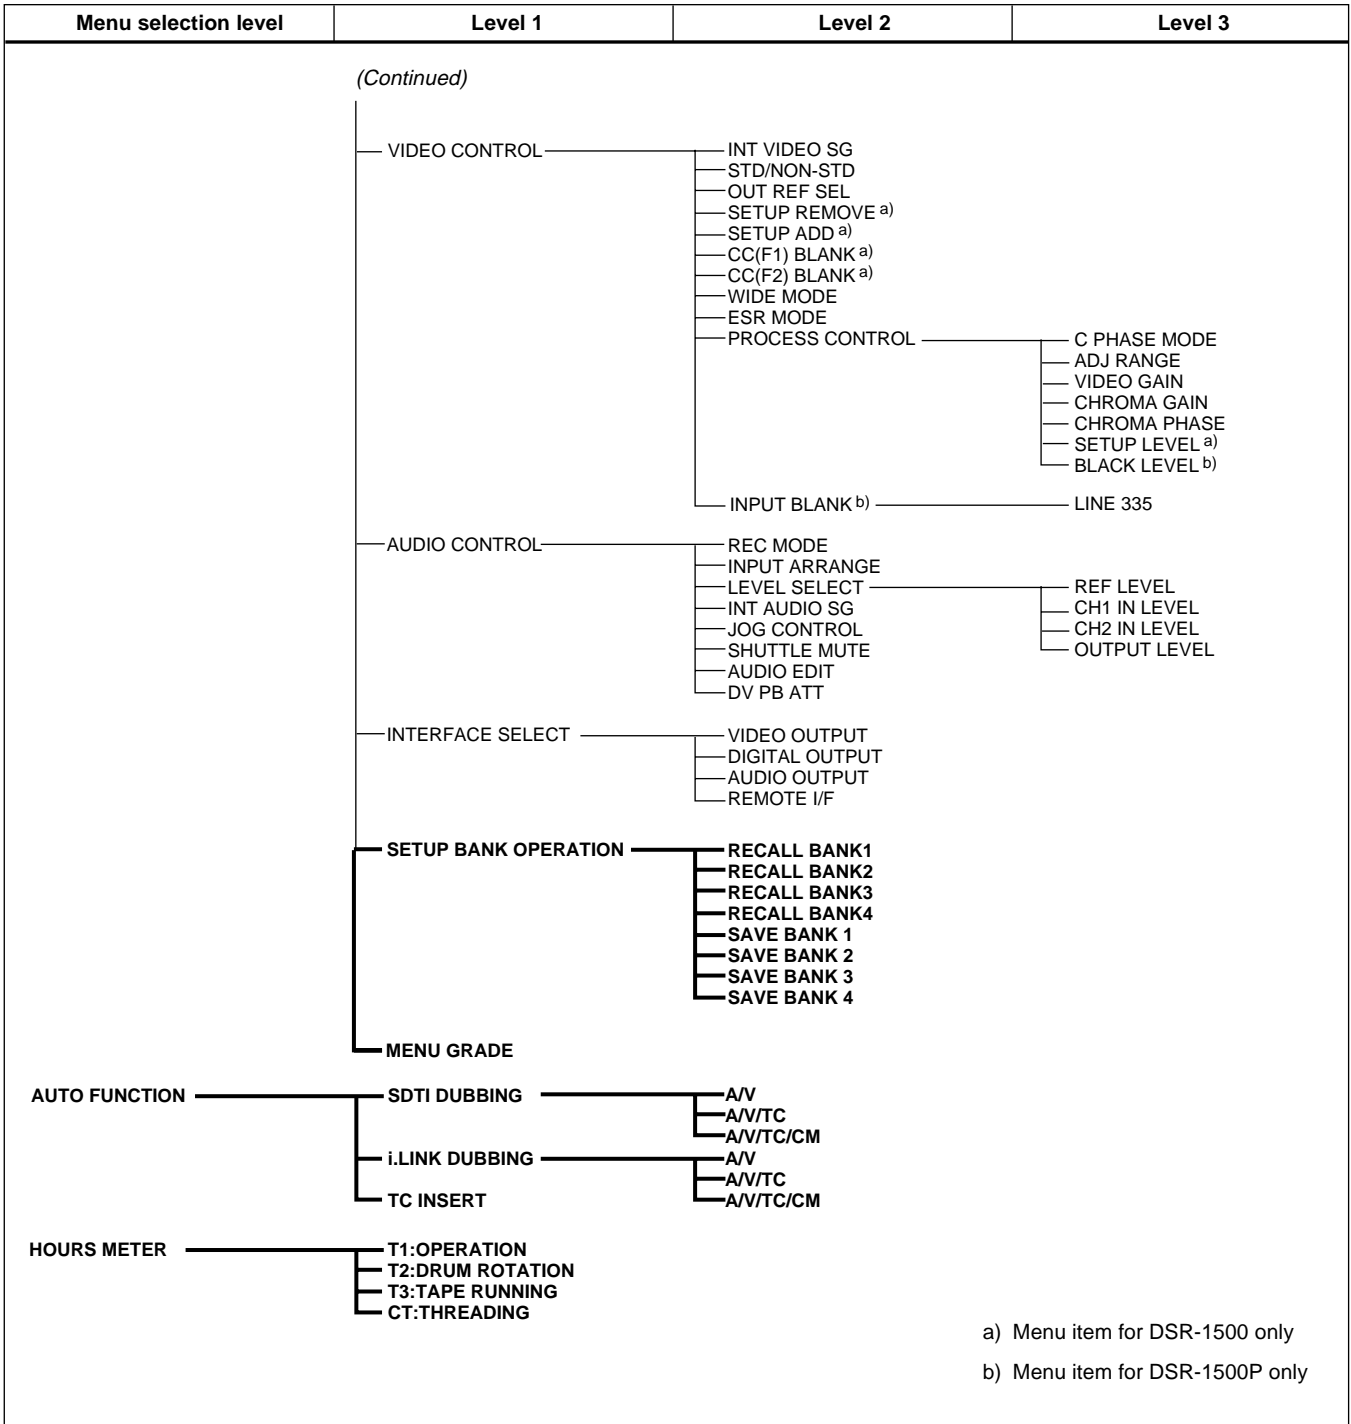 Menu selection level Level 1 Level 2 Level 3
(Continued)
VIDEO CONTROL INT VIDEO SG
STD/NON-STD
OUT REF SEL
SETUP REMOVE a)
SETUP ADD a)
CC(F1) BLANK a)
CC(F2) BLANK a)
WIDE MODE
ESR MODE
PROCESS CONTROL C PHASE MODE
ADJ RANGE
VIDEO GAIN
CHROMA GAIN
CHROMA PHASE
SETUP LEVEL a)
BLACK LEVEL b)
INPUT BLANK b) LINE 335
AUDIO CONTROL REC MODE
INPUT ARRANGE
LEVEL SELECT REF LEVEL
INT AUDIO SG CH1 IN LEVEL
JOG CONTROL CH2 IN LEVEL
SHUTTLE MUTE OUTPUT LEVEL
AUDIO EDIT
DV PB ATT
INTERFACE SELECT VIDEO OUTPUT
DIGITAL OUTPUT
AUDIO OUTPUT
REMOTE I/F
SETUP BANK OPERATION RECALL BANK1
RECALL BANK2
RECALL BANK3
RECALL BANK4
SAVE BANK 1
SAVE BANK 2
SAVE BANK 3
SAVE BANK 4
MENU GRADE
AUTO FUNCTION SDTI DUBBING A/V
A/V/TC
A/V/TC/CM
i.LINK DUBBING A/V
A/V/TC
TC INSERT A/V/TC/CM
HOURS METER T1:OPERATION
T2:DRUM ROTATION
T3:TAPE RUNNING
CT:THREADING
a) Menu item for DSR-1500 only
b) Menu item for DSR-1500P only